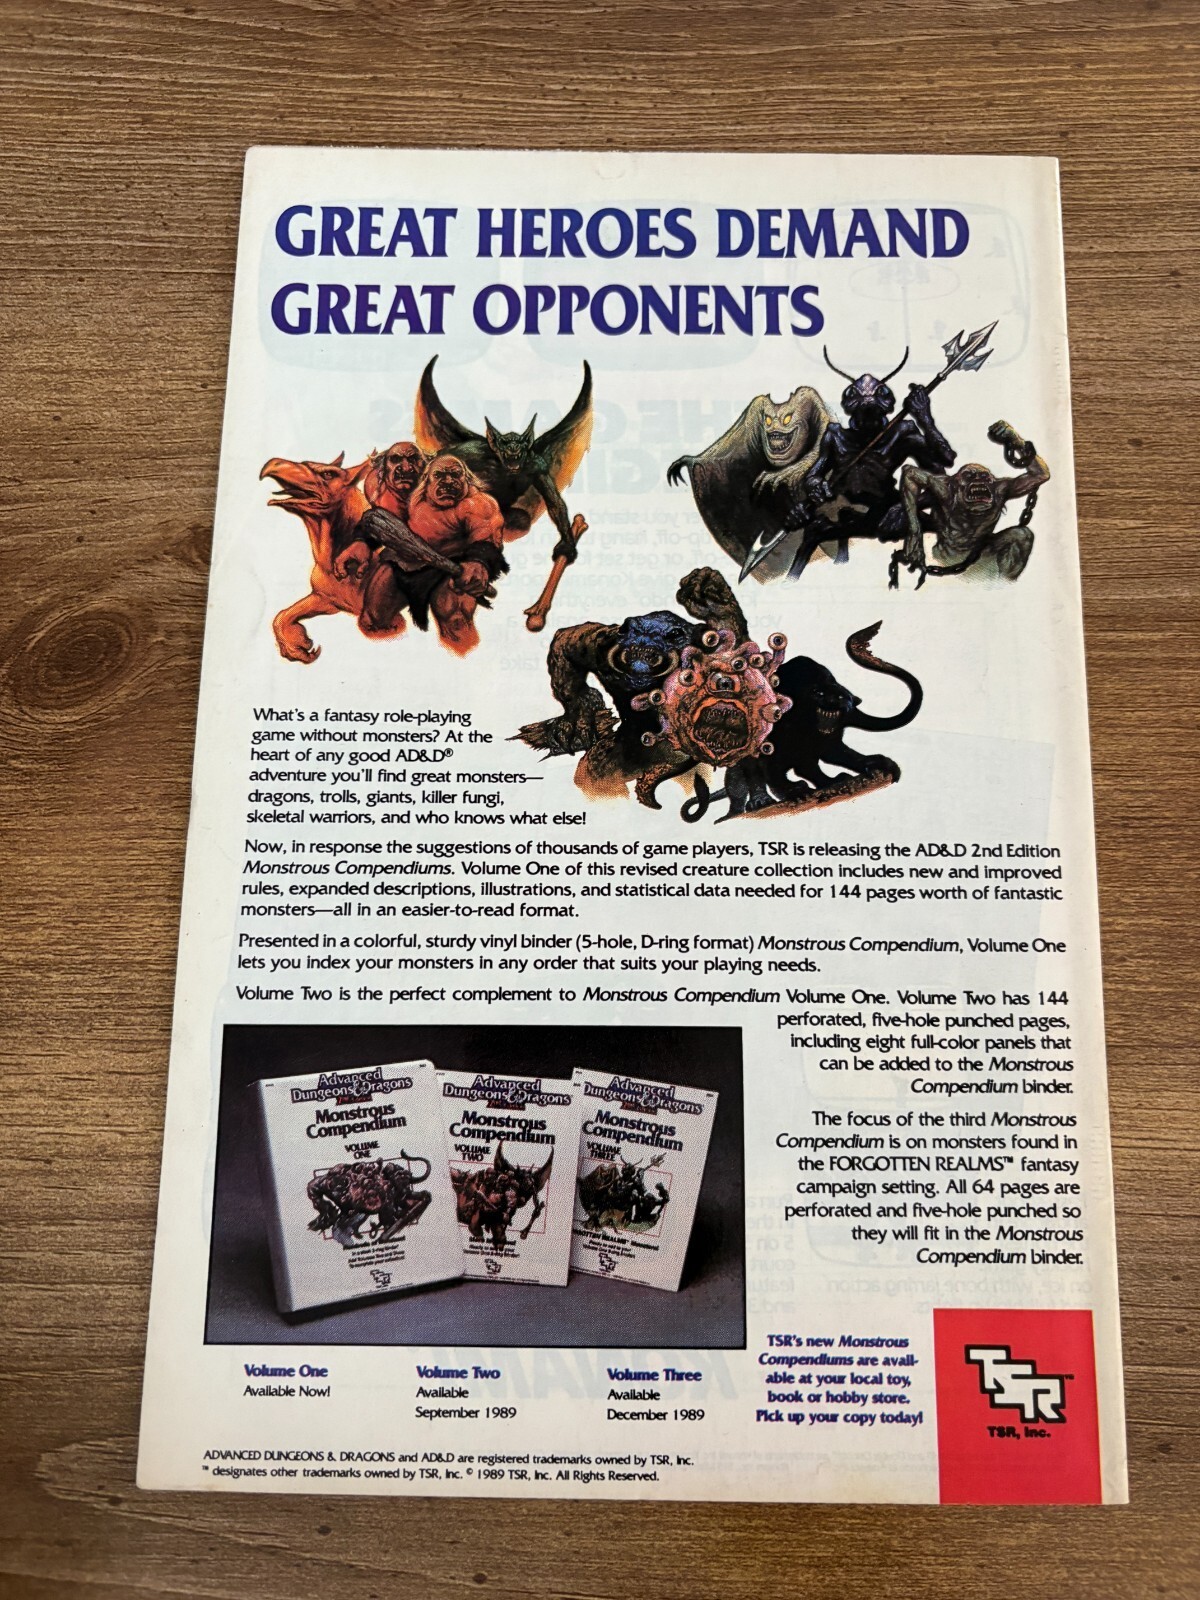 GREAT HEROES DEMAND
GREAT OPPONENTS
What's a fantasy role-playing
game without monsters? At the
heart of any good AD&D®
adventure you'll find great monsters—
dragons, trolls, giants, killer fungi,
skeletal warriors, and who knows what else!
Now, in response the suggestions of thousands of game players, TSR is releasing the AD&D 2nd Edition
Monstrous Compendiums. Volume One of this revised creature collection includes new and improved
rules, expanded descriptions, illustrations, and statistical data needed for 144 pages worth of fantastic
monsters—all in an easier-to-read format.
Presented in a colorful, sturdy vinyl binder (5-hole, D-ring format) Monstrous Compendium, Volume One
lets you index your monsters in any order that suits your playing needs.
Volume Two is the perfect complement to Monstrous Compendium Volume One. Volume Two has 144
perforated, five-hole punched pages,
including eight full-color panels that
can be added to the Monstrous
Compendium binder.
The focus of the third Monstrous
Compendium is on monsters found in
the FORGOTTEN REALMS™ fantasy
campaign setting. All 64 pages are
perforated and five-hole punched so
they will fit in the Monstrous
Compendium binder.
Advanced
Dungeons & Dragons
Monstrous
Compendium
VOLUME
ONE
Advanced
Dungeons & Dragons
Monstrous
Compendium
VOLUME
TWO
Advanced
Dungeons & Dragons
Monstrous
Compendium
VOLUME
THREE
Volume One
Available Now!
Volume Two
Available
September 1989
Volume Three
Available
December 1989
TSR's new Monstrous
Compendiums are avail-
able at your local toy,
book or hobby store.
Pick up your copy today!
TSR™
TSR, Inc.
ADVANCED DUNGEONS & DRAGONS and AD&D are registered trademarks owned by TSR, Inc.
™ designates other trademarks owned by TSR, Inc. © 1989 TSR, Inc. All Rights Reserved.